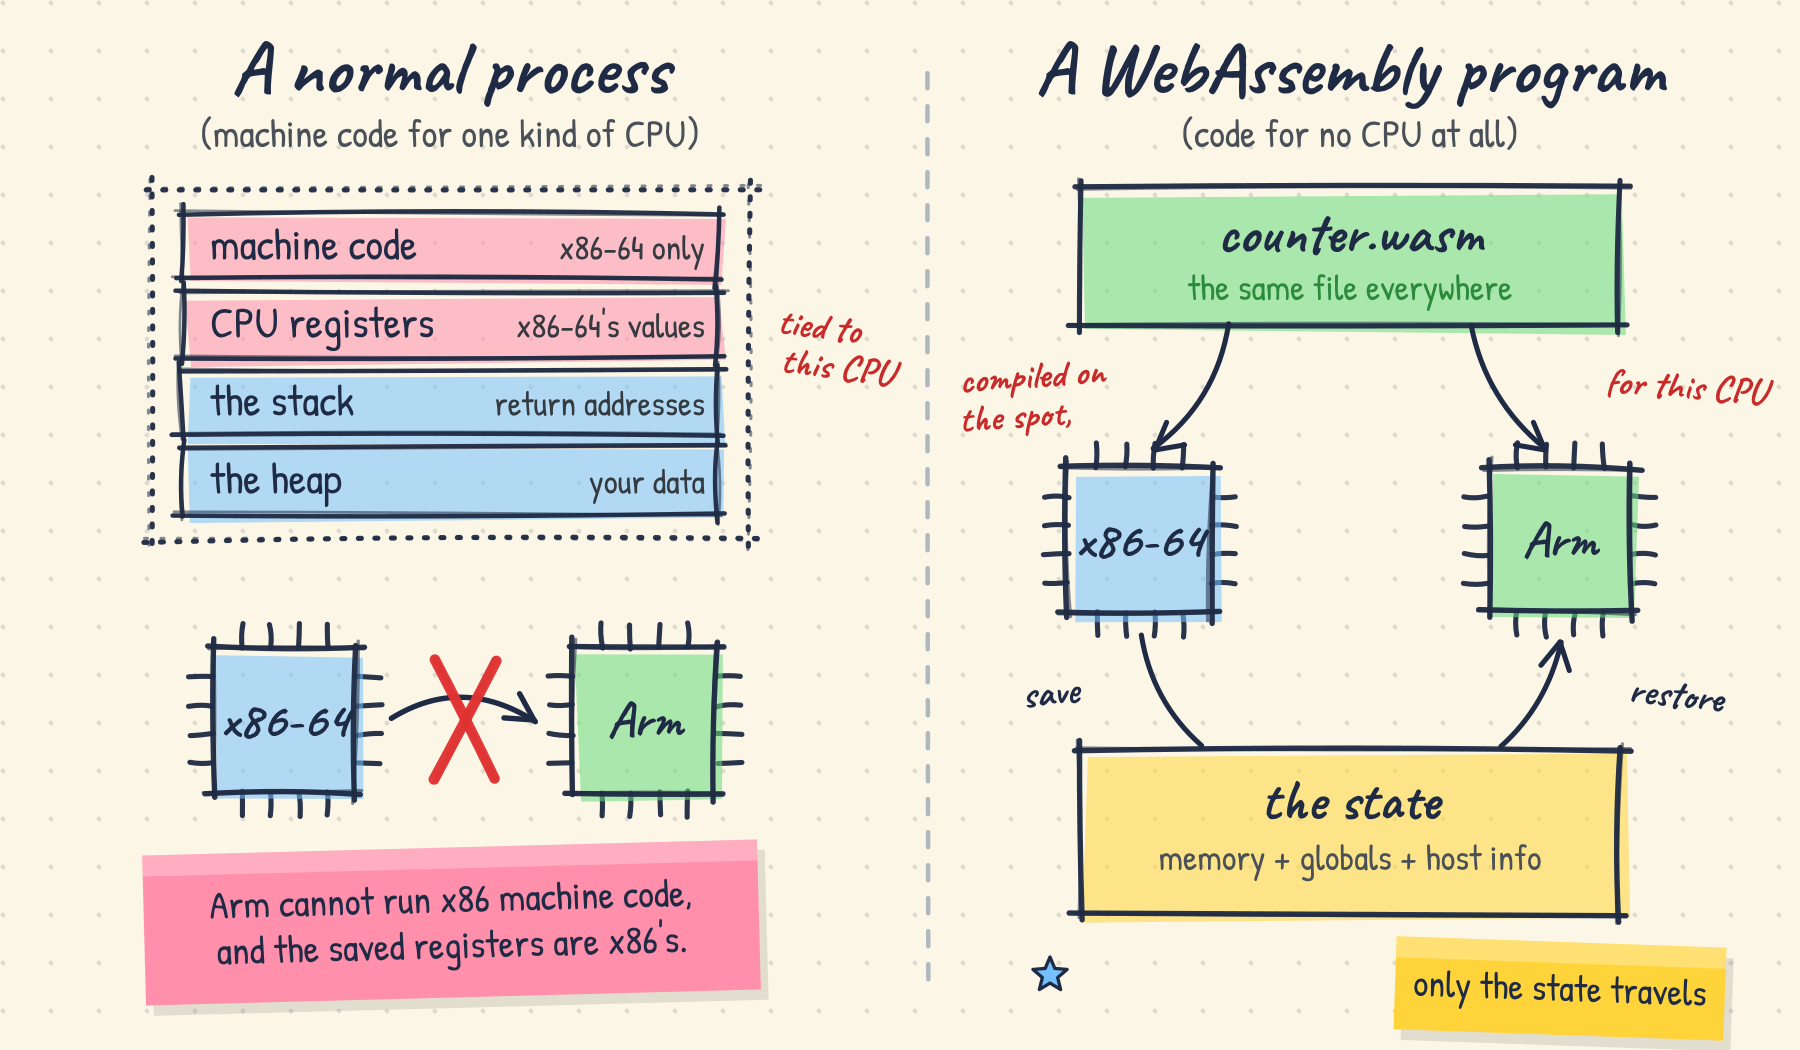 A normal process
(machine code for one kind of CPU)
machine code x86-64 only
CPU registers x86-64's values
the stack return addresses
the heap your data
tied to
this CPU
x86-64
Arm
Arm cannot run x86 machine code,
and the saved registers are x86's.
A WebAssembly program
(code for no CPU at all)
counter.wasm
the same file everywhere
compiled on
the spot,
for this CPU
x86-64
Arm
save
restore
the state
memory + globals + host info
only the state travels